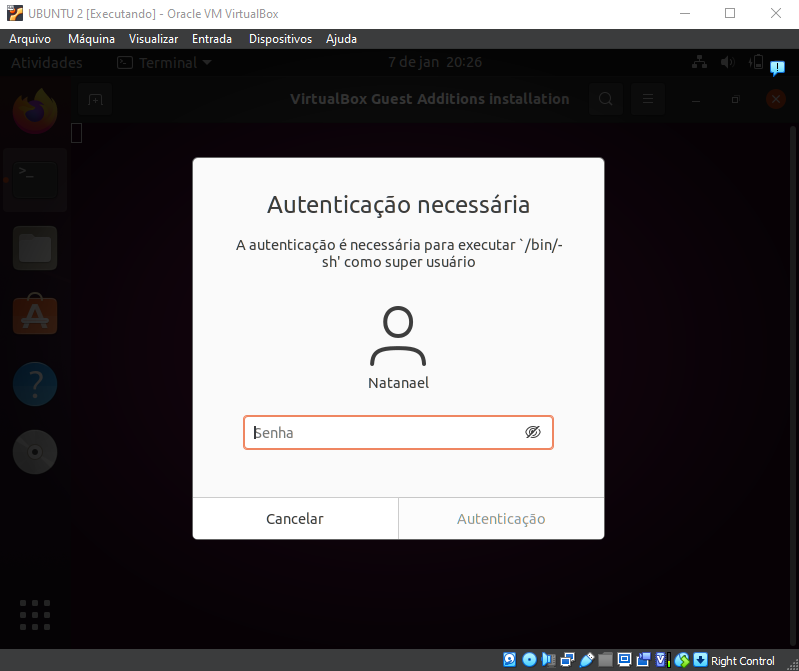 UBUNTU 2 [Executando] - Oracle VM VirtualBox
Arquivo Máquina Visualizar Entrada Dispositivos Ajuda
Atividades Terminal 7 de jan 20:26
VirtualBox Guest Additions installation
Autenticação necessária
A autenticação é necessária para executar `/bin/-
sh' como super usuário
Natanael
Senha
Cancelar Autenticação
Right Control